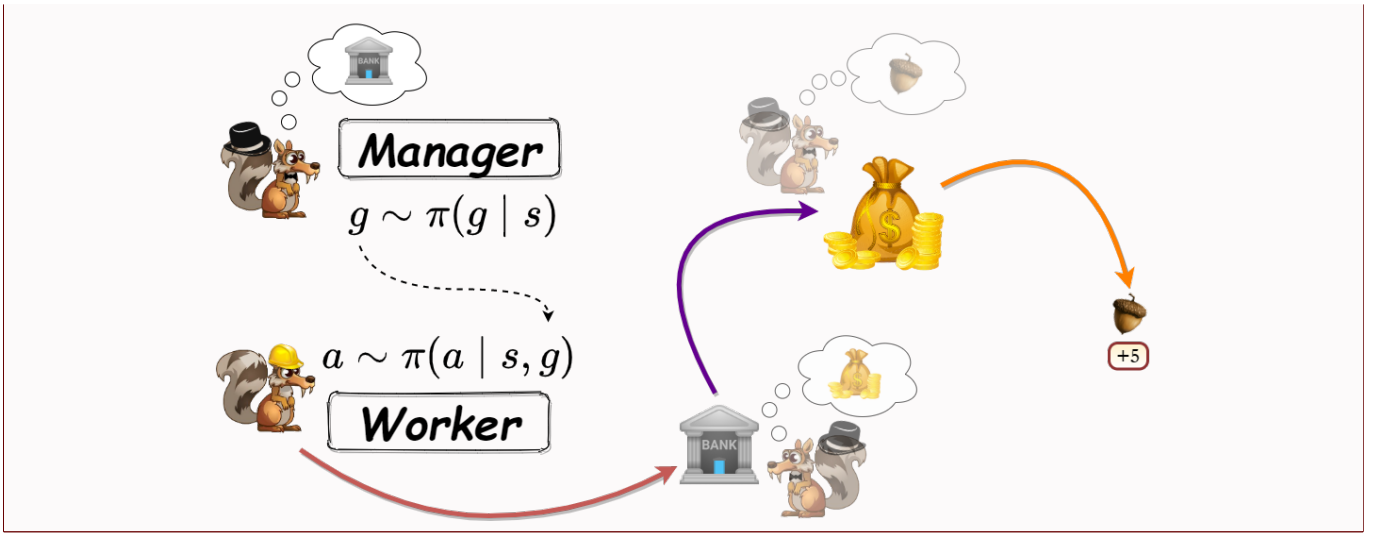 BANK
Manager
g ∼ π(g | s)
a ∼ π(a | s, g)
Worker
BANK
$
$
+5